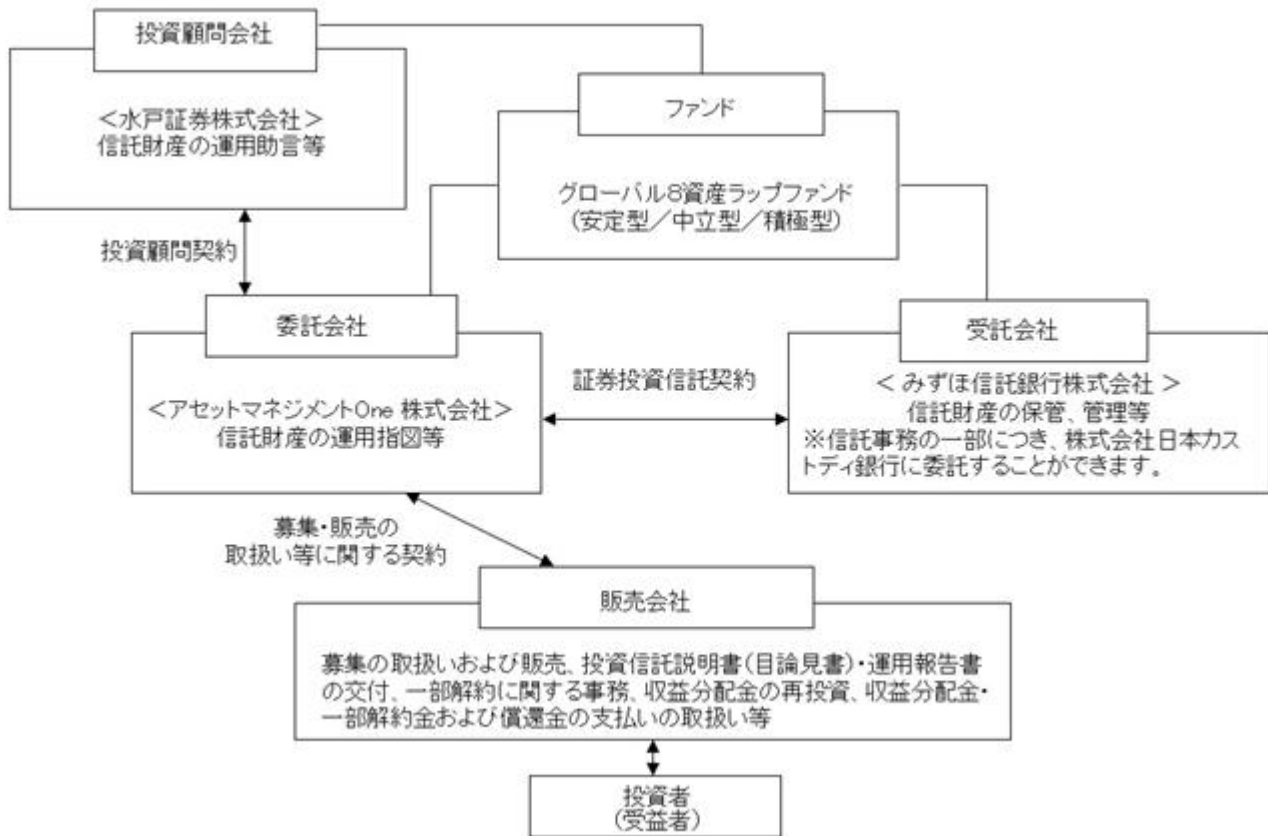 投資顧問会社
<水戸証券株式会社>
信託財産の運用助言等
ファンド
グローバル8資産ラップファンド
(安定型/中立型/積極型)
投資顧問契約
委託会社
<アセットマネジメントOne 株式会社>
信託財産の運用指図等
証券投資信託契約
受託会社
< みずほ信託銀行株式会社 >
信託財産の保管、管理等
※信託事務の一部につき、株式会社日本カス
トディ銀行に委託することができます。
募集・販売の
取扱い等に関する契約
販売会社
募集の取扱いおよび販売、投資信託説明書(目論見書)・運用報告書
の交付、一部解約に関する事務、収益分配金の再投資、収益分配金・
一部解約金および償還金の支払いの取扱い等
投資者
(受益者)